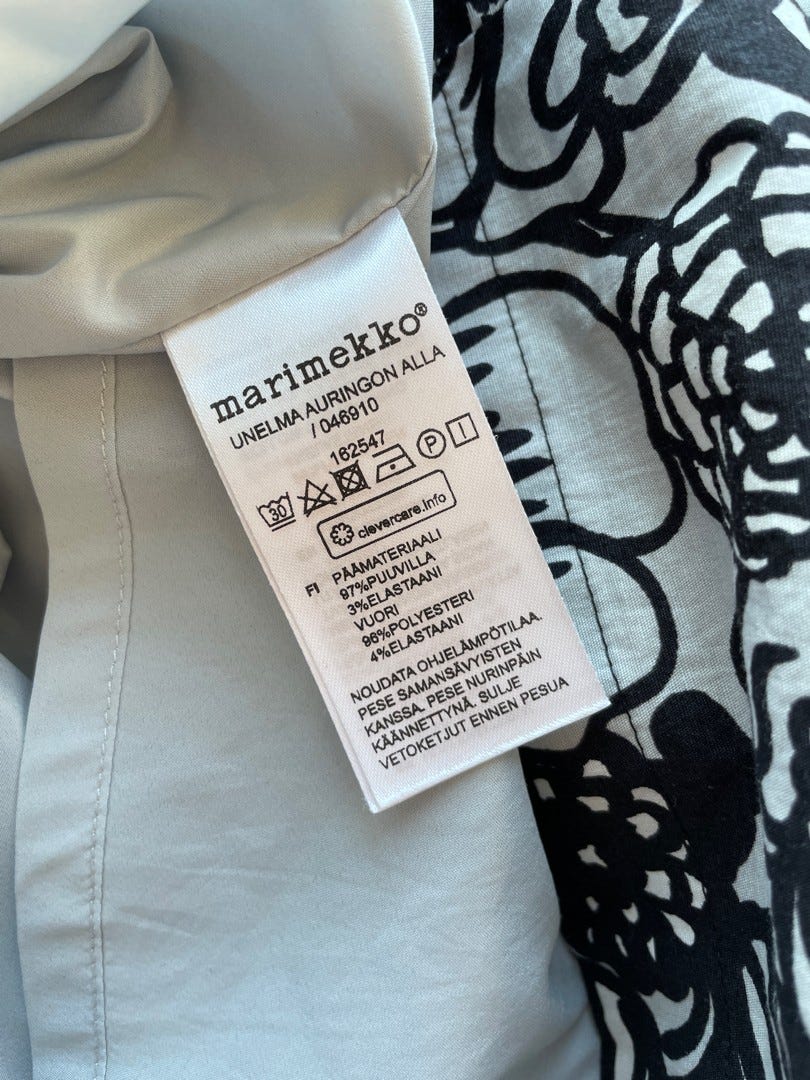 marimekko®
UNELMA AURINGON ALLA
/ 046910
162547
30 P
clevercare.info
FI PÄÄMATERIAALI
97%PUUVILLA
3%ELASTAANI
VUORI
96%POLYESTERI
4%ELASTAANI
NOUDATA OHJELÄMPÖTILAA.
PESE SAMANSÄVYISTEN
KANSSA. PESE NURINPÄIN
KÄÄNNETTYNÄ. SULJE
VETOKETJUT ENNEN PESUA